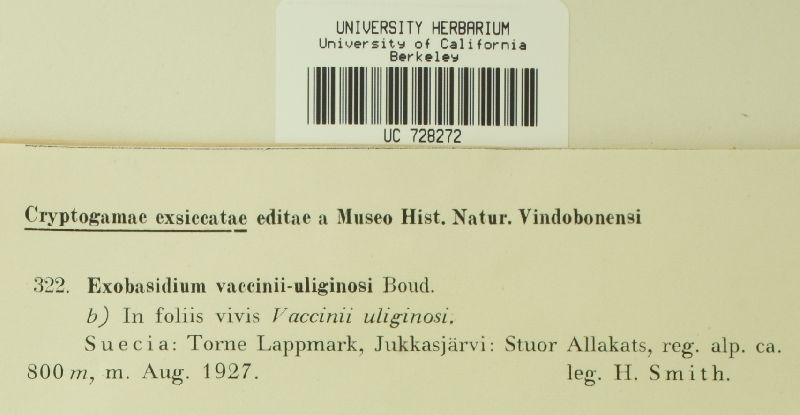 UNIVERSITY HERBARIUM
University of California
Berkeley
UC 728272
Cryptogamae exsiccatae editae a Museo Hist. Natur. Vindobonensi
322. Exobasidium vaccinii-uliginosi Boud.
b) In foliis vivis Vaccinii uliginosi.
Suecia: Torne Lappmark, Jukkasjärvi: Stuor Allakats, reg. alp. ca.
800 m, m. Aug. 1927. leg. H. Smith.